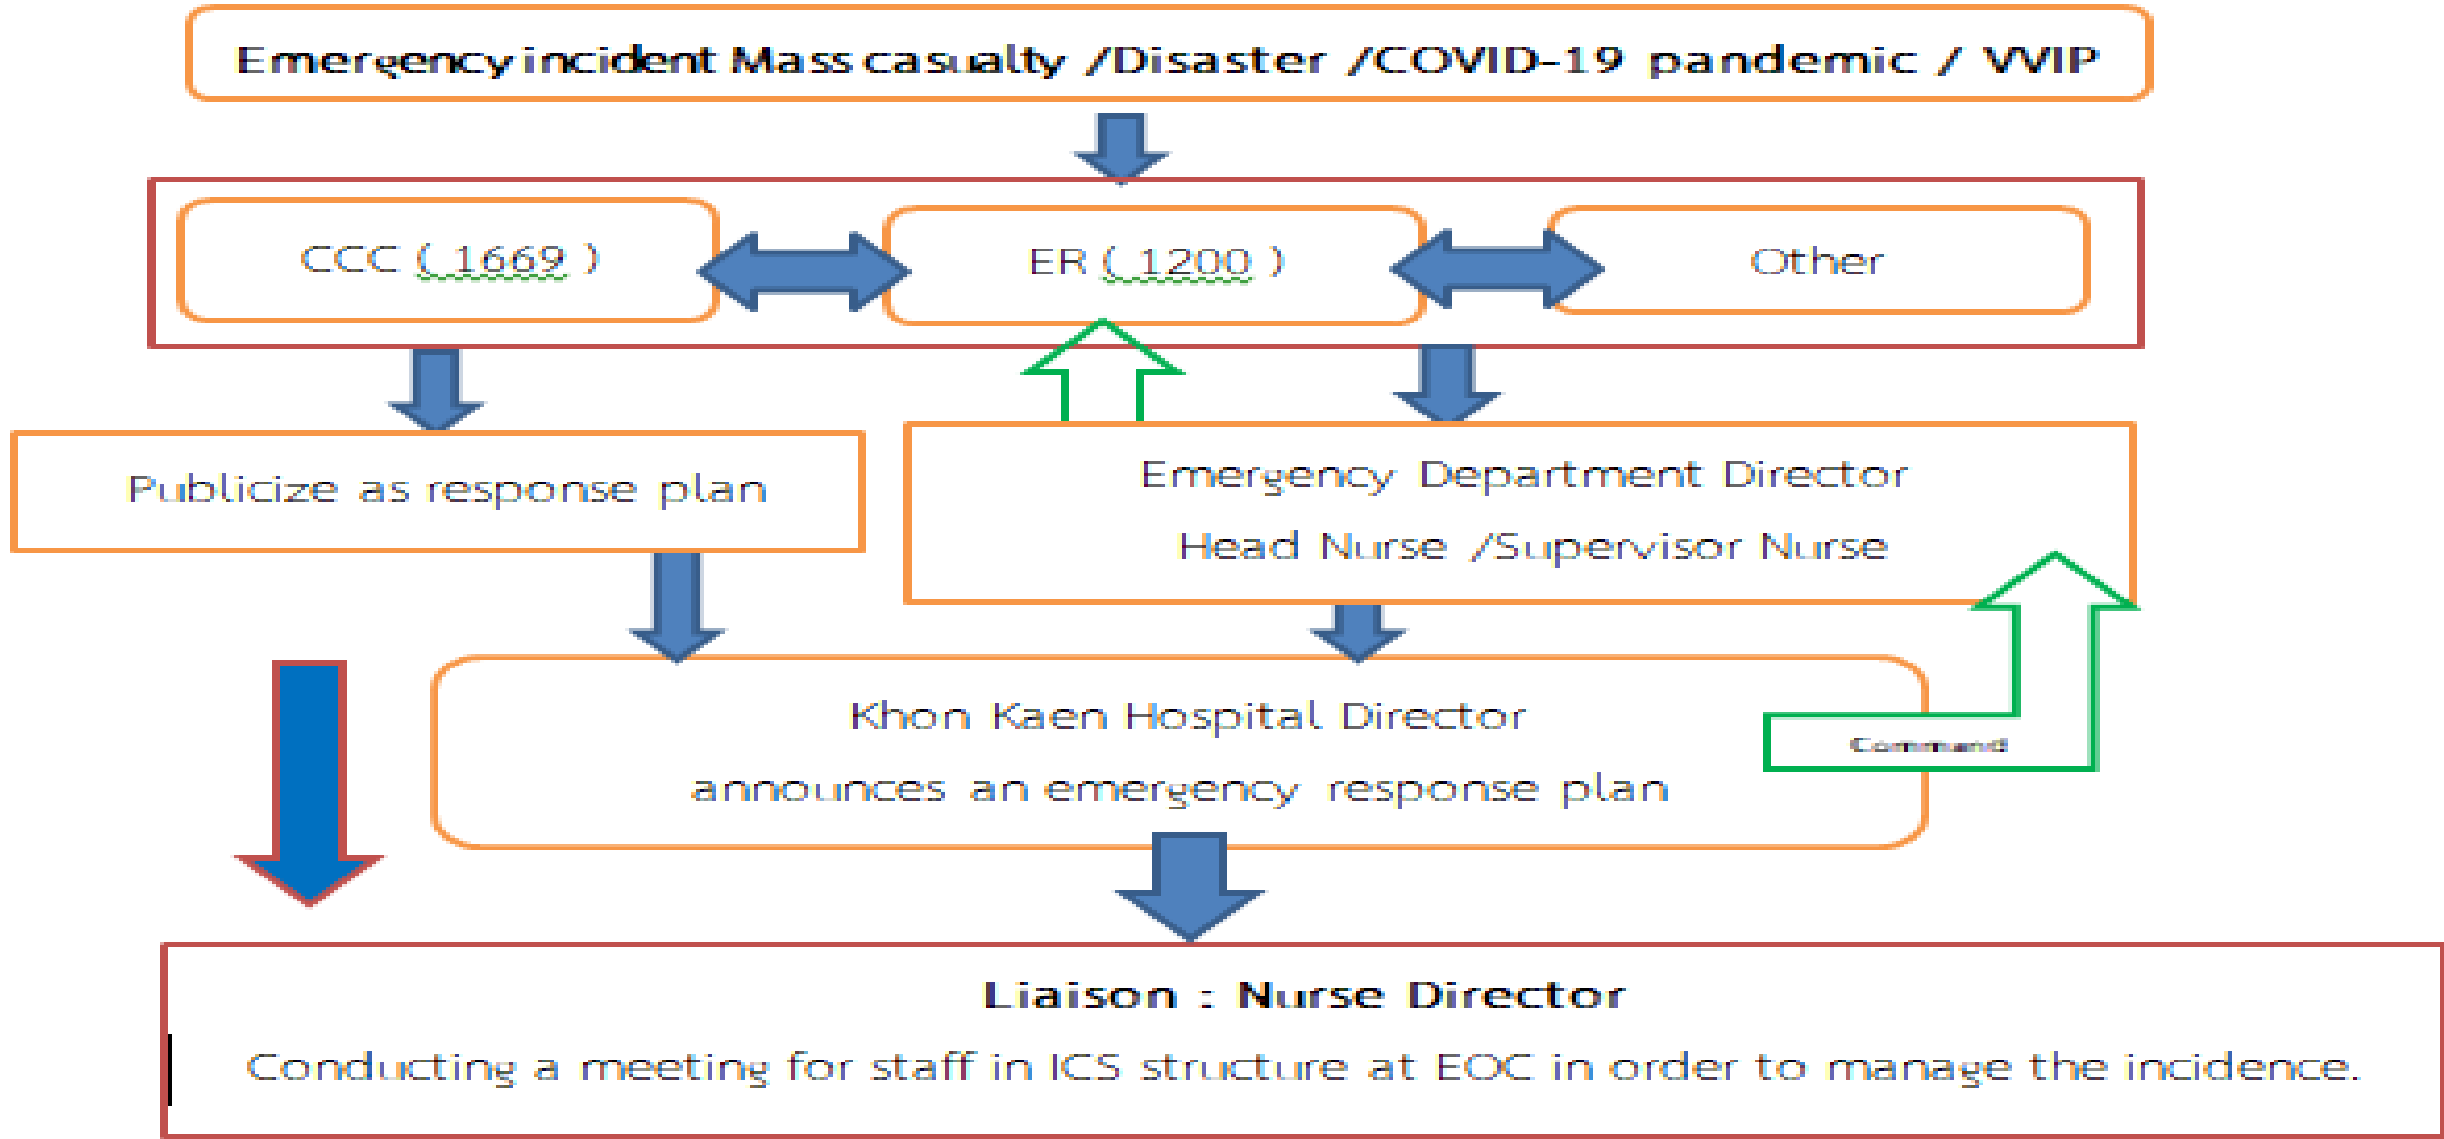 Emergency incident Mass casualty /Disaster /COVID-19 pandemic / VVIP
CCC ( 1669 )
ER ( 1200 )
Other
Publicize as response plan
Emergency Department Director
Head Nurse /Supervisor Nurse
Khon Kaen Hospital Director
Command
announces an emergency response plan
Liaison : Nurse Director
Conducting a meeting for staff in ICS structure at EOC in order to manage the incidence.